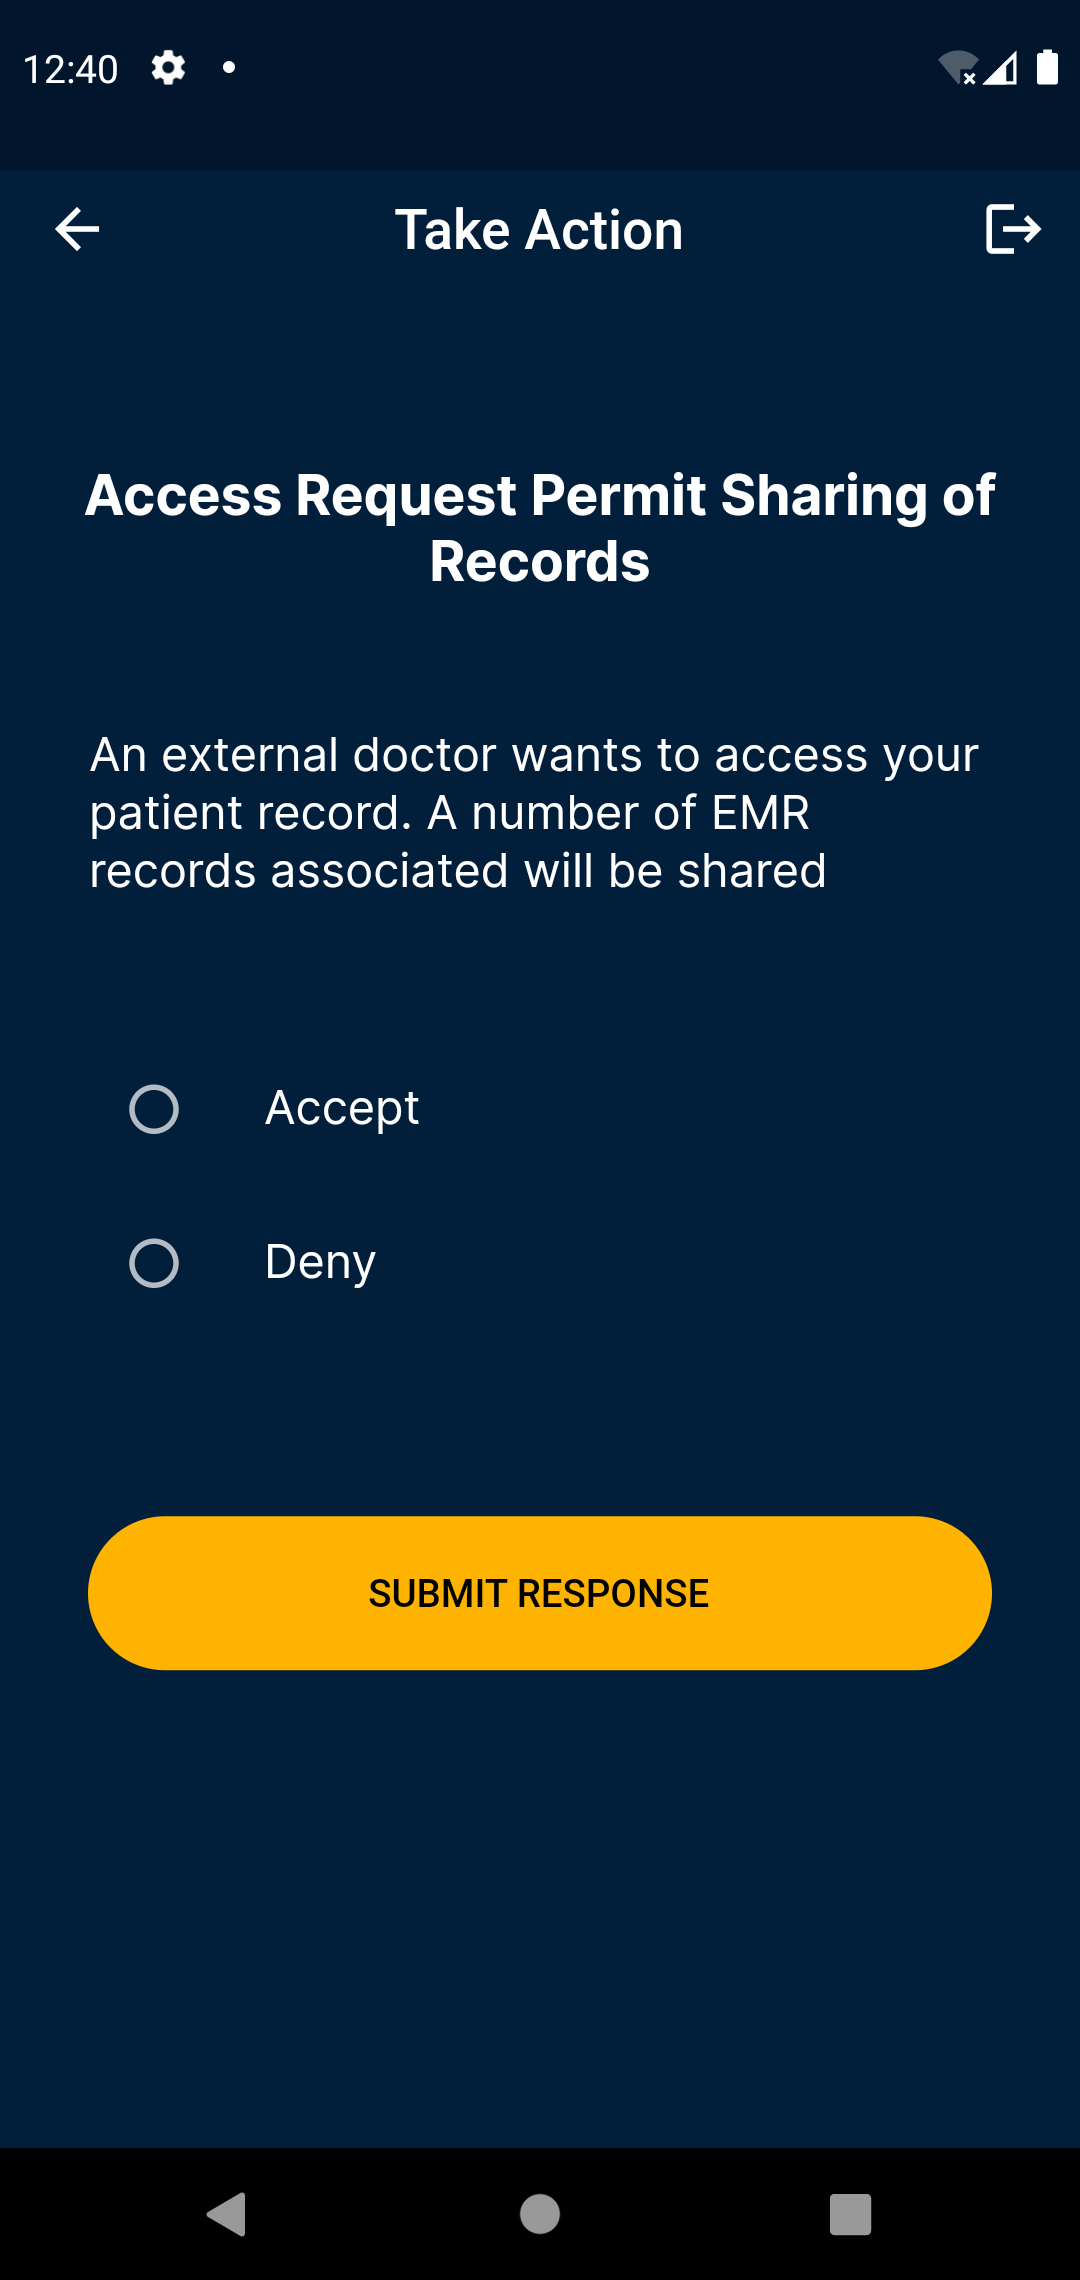 12:40
Take Action
Access Request Permit Sharing of
Records
An external doctor wants to access your
patient record. A number of EMR
records associated will be shared
Accept
Deny
SUBMIT RESPONSE